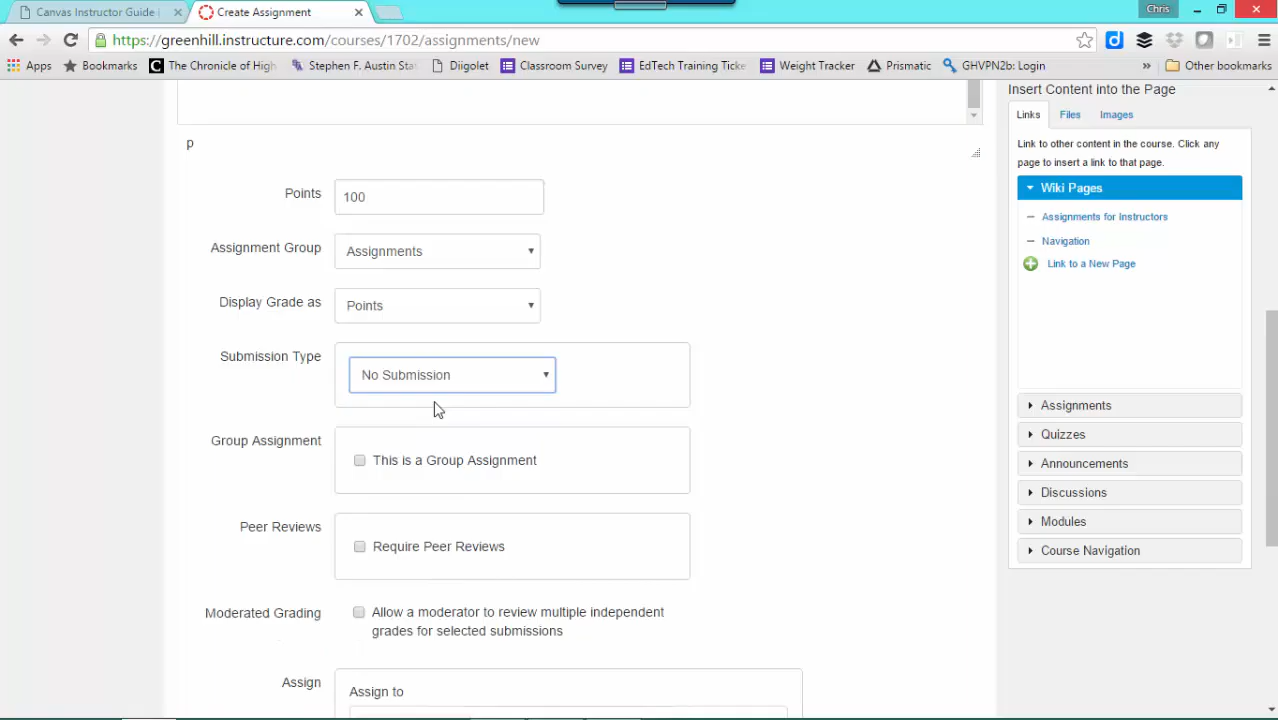 Canvas Instructor Guide
Create Assignment
Chris
https://greenhill.instructure.com/courses/1702/assignments/new
Apps
Bookmarks
C The Chronicle of High
Stephen F. Austin Sta
Diigolet
Classroom Survey
EdTech Training Ticke
Weight Tracker
Prismatic
GHVPN2b: Login
»
Other bookmarks
Insert Content into the Page
Links
Files
Images
Link to other content in the course. Click any
page to insert a link to that page.
Wiki Pages
Assignments for Instructors
Navigation
Link to a New Page
Assignments
Quizzes
Announcements
Discussions
Modules
Course Navigation
p
Points
100
Assignment Group
Assignments
Display Grade as
Points
Submission Type
No Submission
Group Assignment
This is a Group Assignment
Peer Reviews
Require Peer Reviews
Moderated Grading
Allow a moderator to review multiple independent
grades for selected submissions
Assign
Assign to